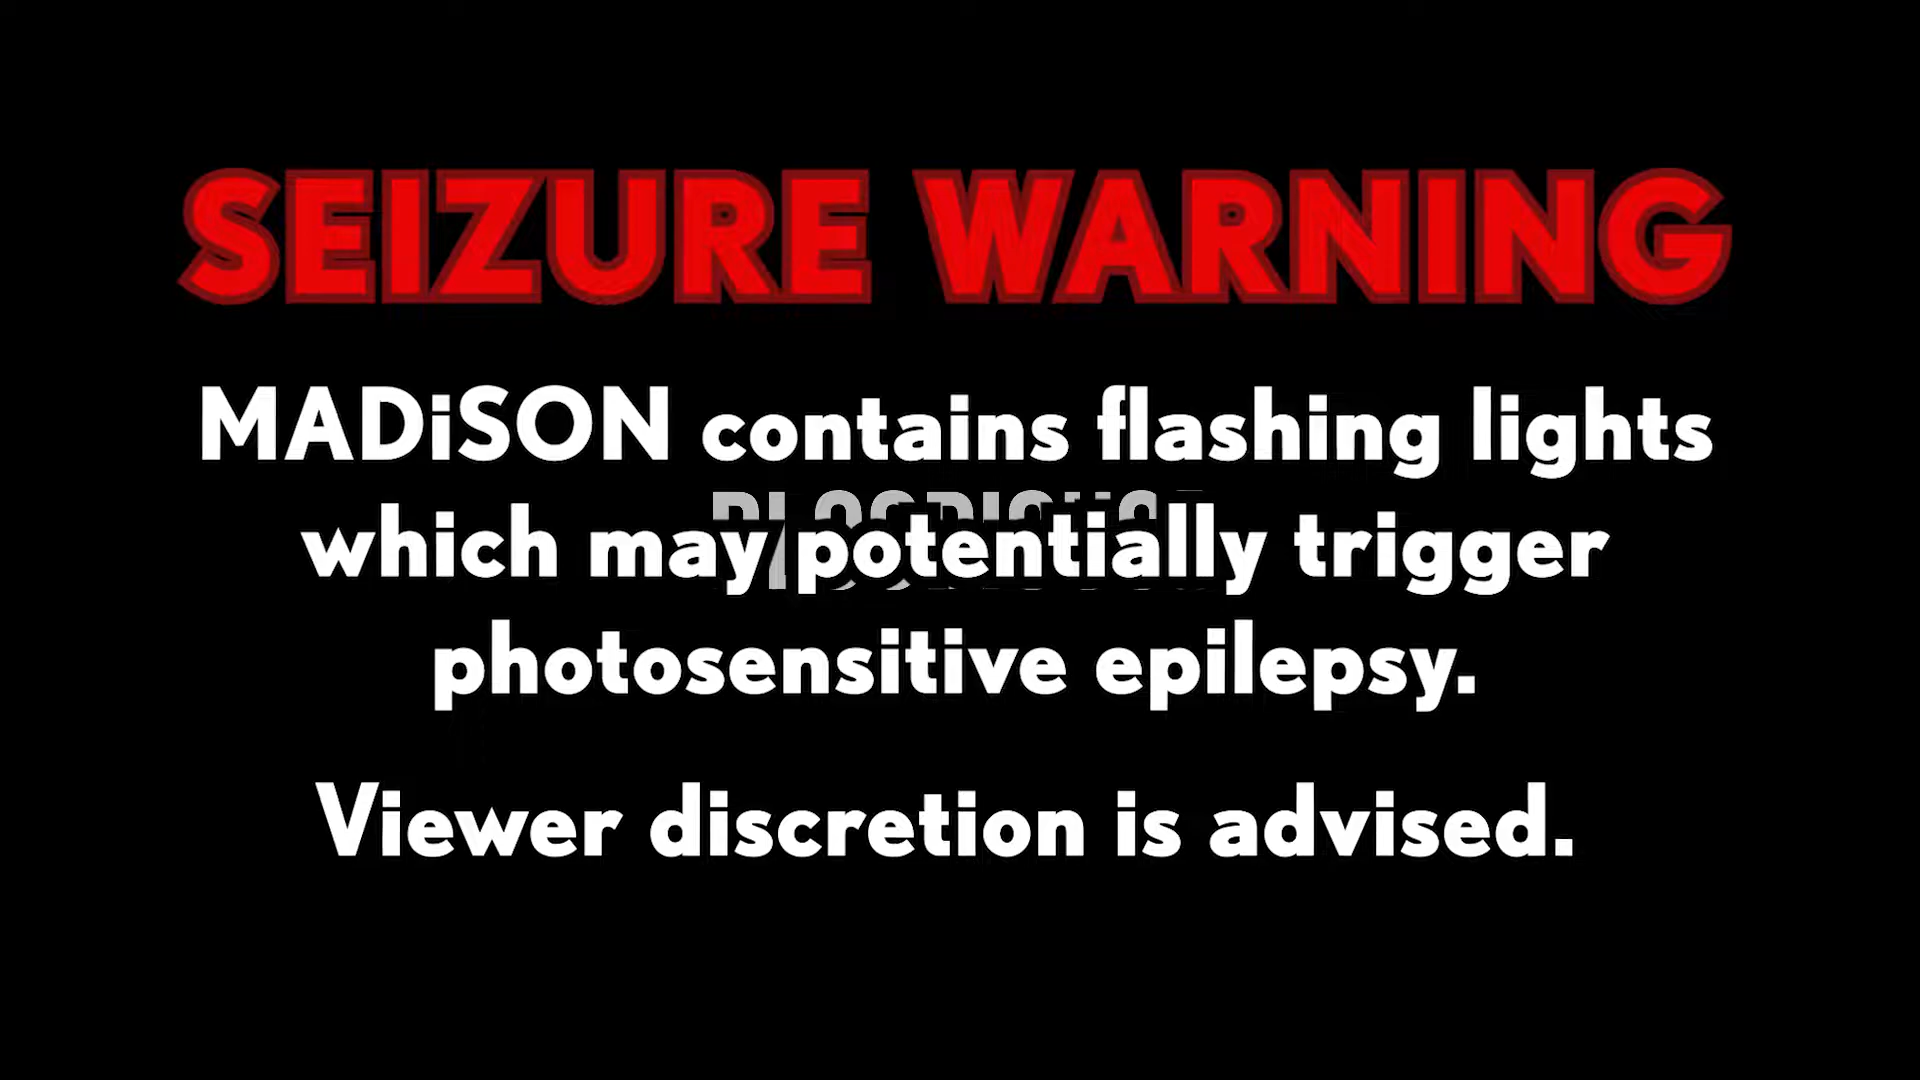 SEIZURE WARNING
MADiSON contains flashing lights
which may potentially trigger
photosensitive epilepsy.
Viewer discretion is advised.